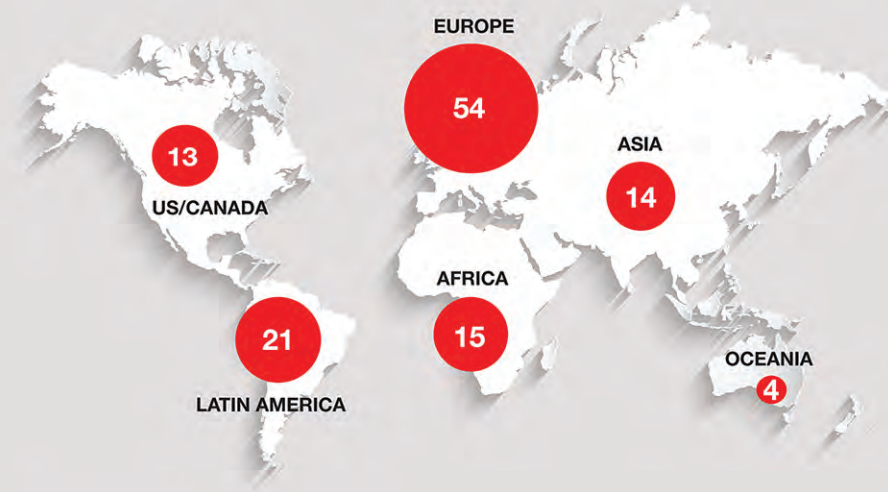 EUROPE
54
13
US/CANADA
ASIA
14
AFRICA
15
21
LATIN AMERICA
OCEANIA
4